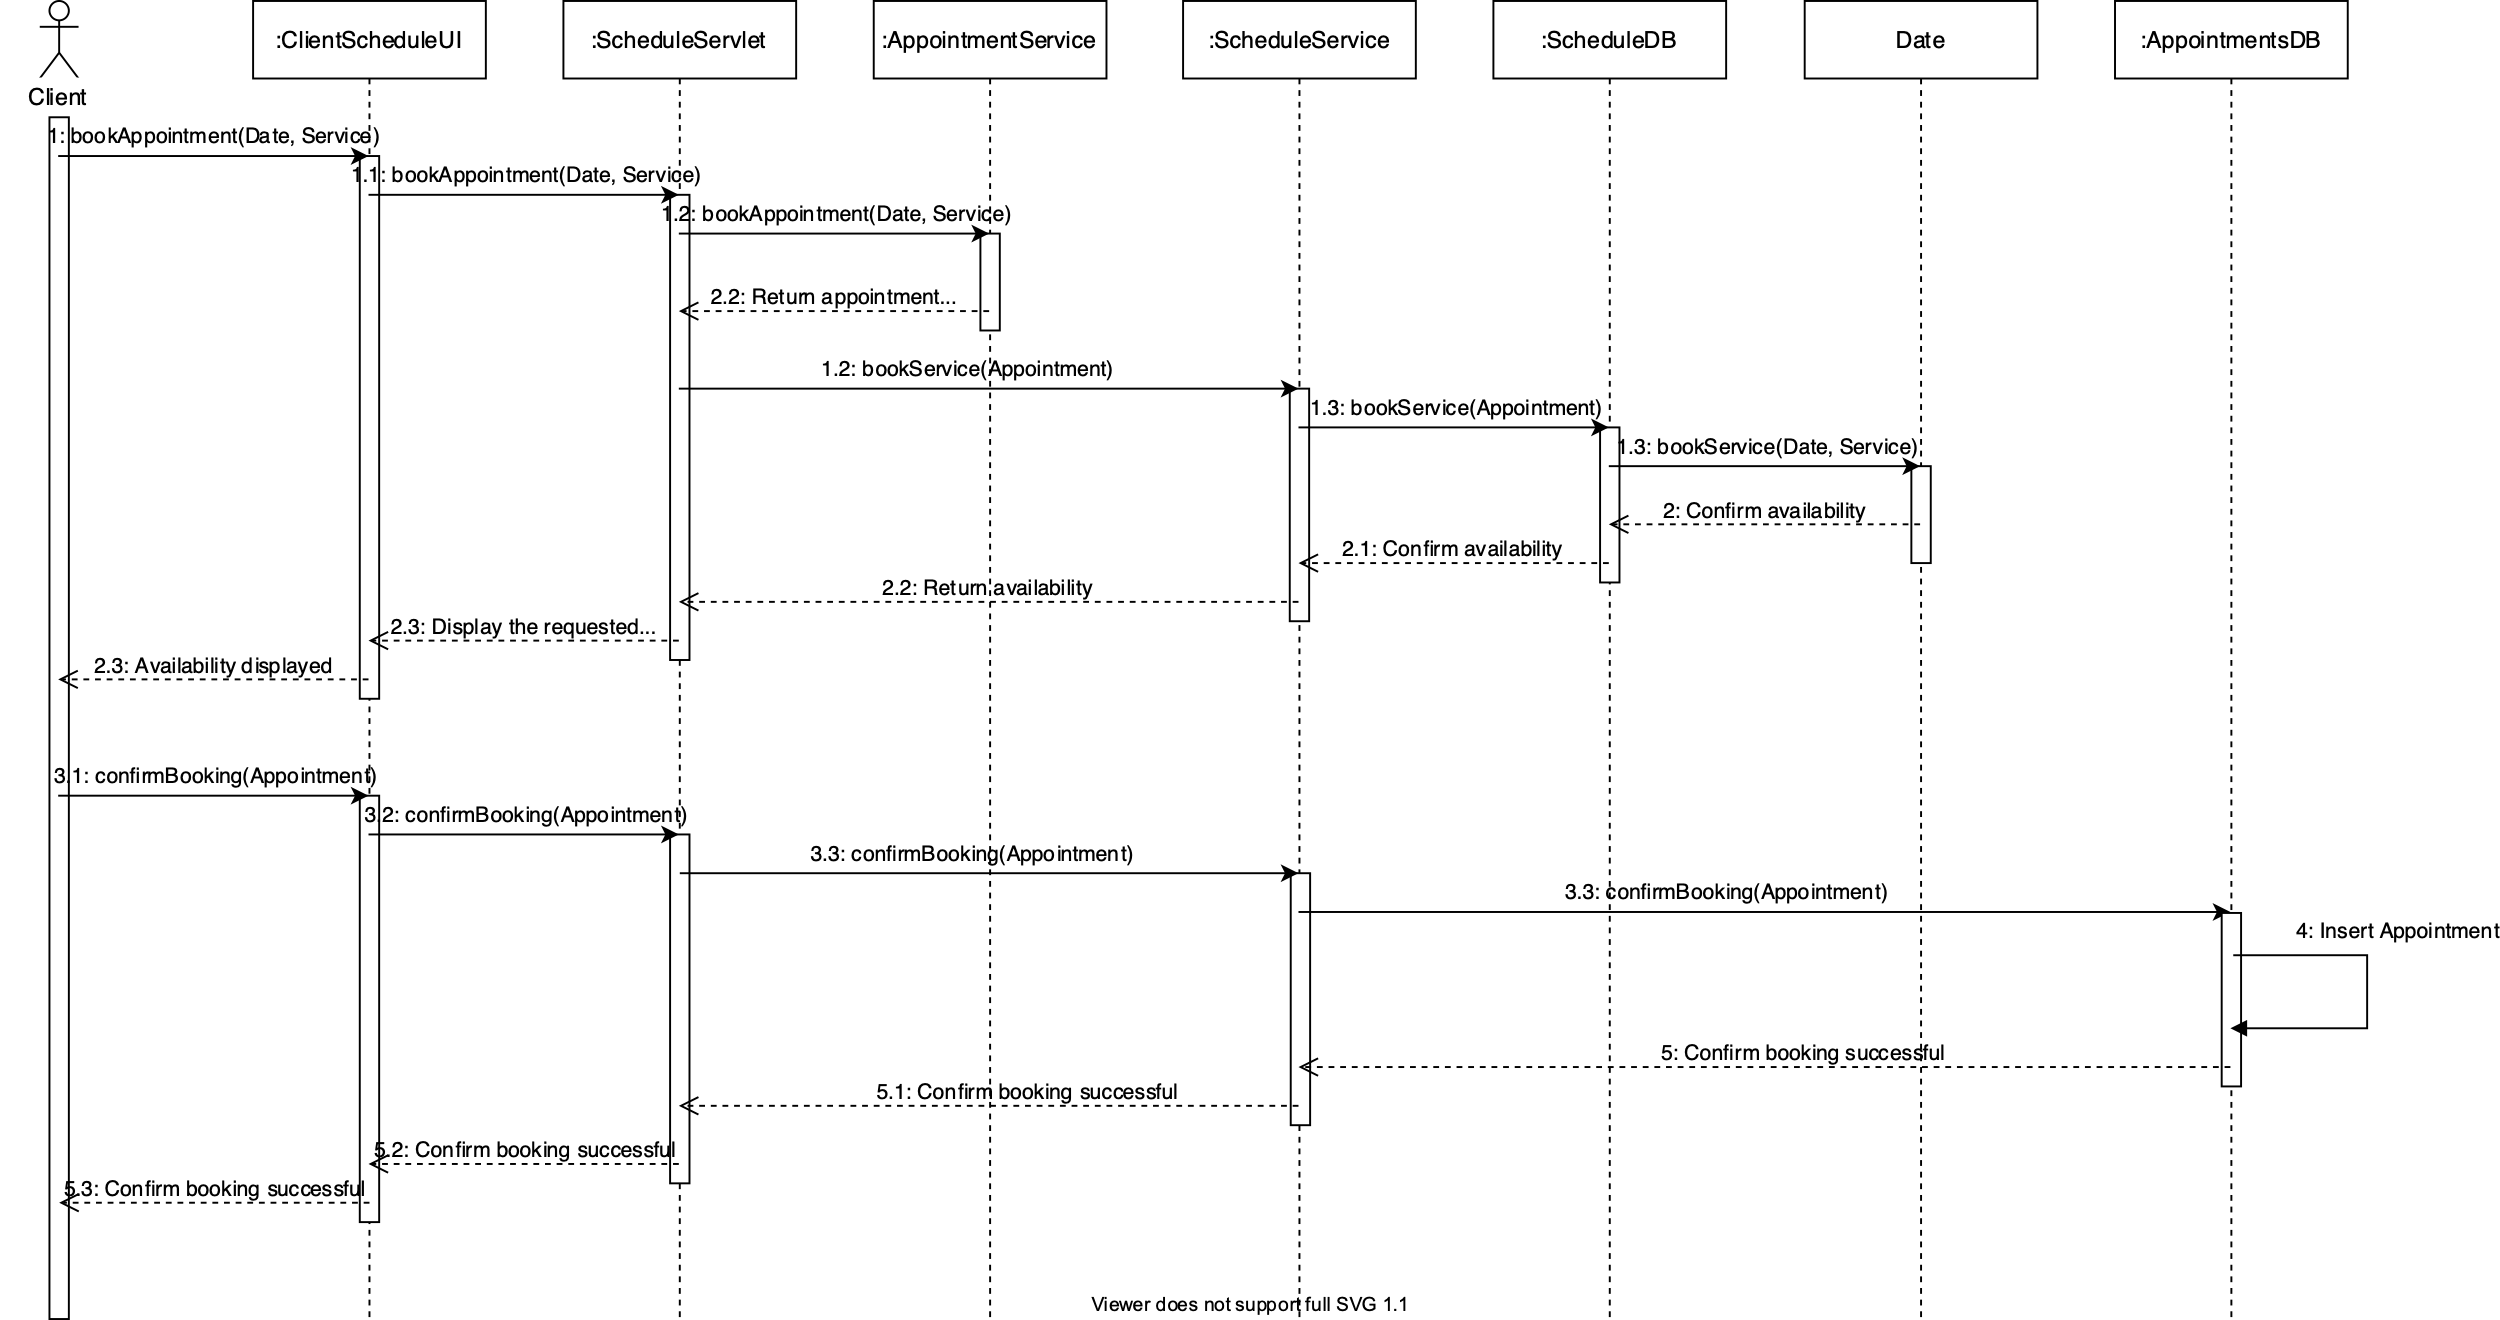 :ClientScheduleUI
:ScheduleServlet
:AppointmentService
:ScheduleService
:ScheduleDB
Date
:AppointmentsDB
Client
1: bookAppointment(Date, Service)
1.1: bookAppointment(Date, Service)
1.2: bookAppointment(Date, Service)
2.2: Return appointment...
1.2: bookService(Appointment)
1.3: bookService(Appointment)
1.3: bookService(Date, Service)
2: Confirm availability
2.1: Confirm availability
2.2: Return availability
2.3: Display the requested...
2.3: Availability displayed
3.1: confirmBooking(Appointment)
3.2: confirmBooking(Appointment)
3.3: confirmBooking(Appointment)
3.3: confirmBooking(Appointment)
4: Insert Appointment
5: Confirm booking successful
5.1: Confirm booking successful
5.2: Confirm booking successful
5.3: Confirm booking successful
Viewer does not support full SVG 1.1